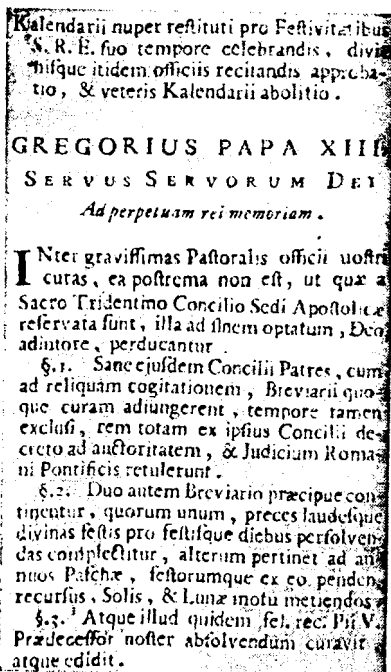 Kalendarii nuper reſtituti pro Feſtivitatibus
S. R. E. ſuo tempore celebrandis, divi-
niſque itidem officiis recitandis approba-
tio, & veteris Kalendarii abolitio.
GREGORIUS PAPA XIII.
SERVUS SERVORUM DEI
Ad perpetuam rei memoriam.
INter graviſſimas Paſtoralis officii noſtri
curas, ea poſtrema non eſt, ut quæ a
Sacro Tridentino Concilio Sedi Apoſtolicæ
reſervata ſunt, illa ad finem optatum, Deo
adiutore, perducantur.
§.1. Sane ejuſdem Concilii Patres, cum
ad reliquam cogitationem, Breviarii quo-
que curam adiungerent, tempore tamen
excluſi, rem totam ex ipſius Concilii de-
creto ad auctoritatem, & Judicium Roma-
ni Pontificis retulerunt.
§.2. Duo autem Breviario præcipue con-
tinentur, quorum unum, preces laudeſque
divinas feſtis profeſtiſque diebus perſolven-
das complectitur, alterum pertinet ad an-
nuos Paſchæ, feſtorumque ex eo penden.
recurſus, Solis, & Lunæ motu metiendos
§.3. Atque illud quidem fel. rec. Pii V.
Prædeceſſor noſter abſolvendum curavit
atque edidit.